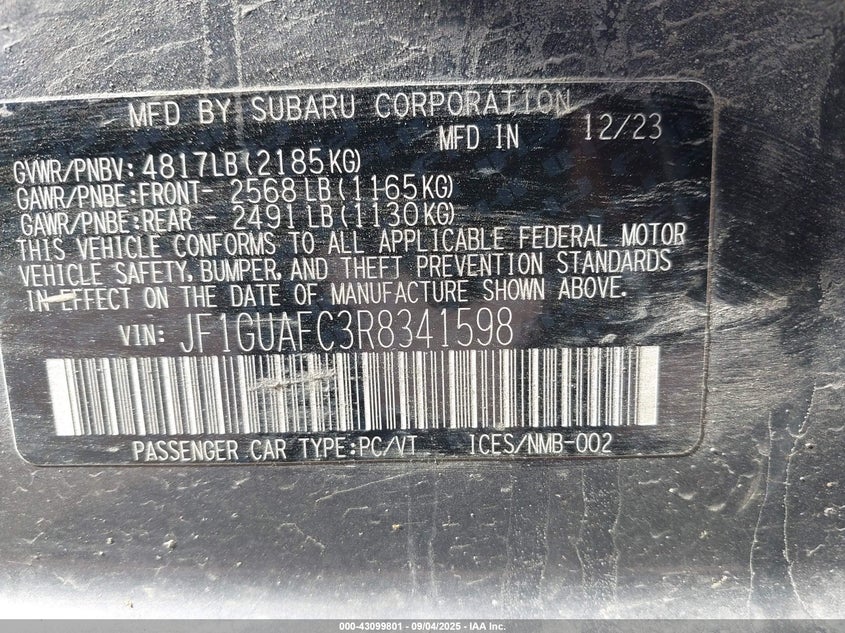 MFD BY SUBARU CORPORATION
MFD IN 12/23
GVWR/PNBV: 4817LB(2185KG)
GAWR/PNBE:FRONT- 2568LB(1165KG)
GAWR/PNBE:REAR - 2491LB(1130KG)
THIS VEHICLE CONFORMS TO ALL APPLICABLE FEDERAL MOTOR
VEHICLE SAFETY, BUMPER, AND THEFT PREVENTION STANDARDS
IN EFFECT ON THE DATE OF MANUFACTURE SHOWN ABOVE.
VIN: JF1GUAFC3R8341598
PASSENGER CAR TYPE:PC/VT ICES/NMB-002
000-43099801 - 09/04/2025 - IAA Inc.